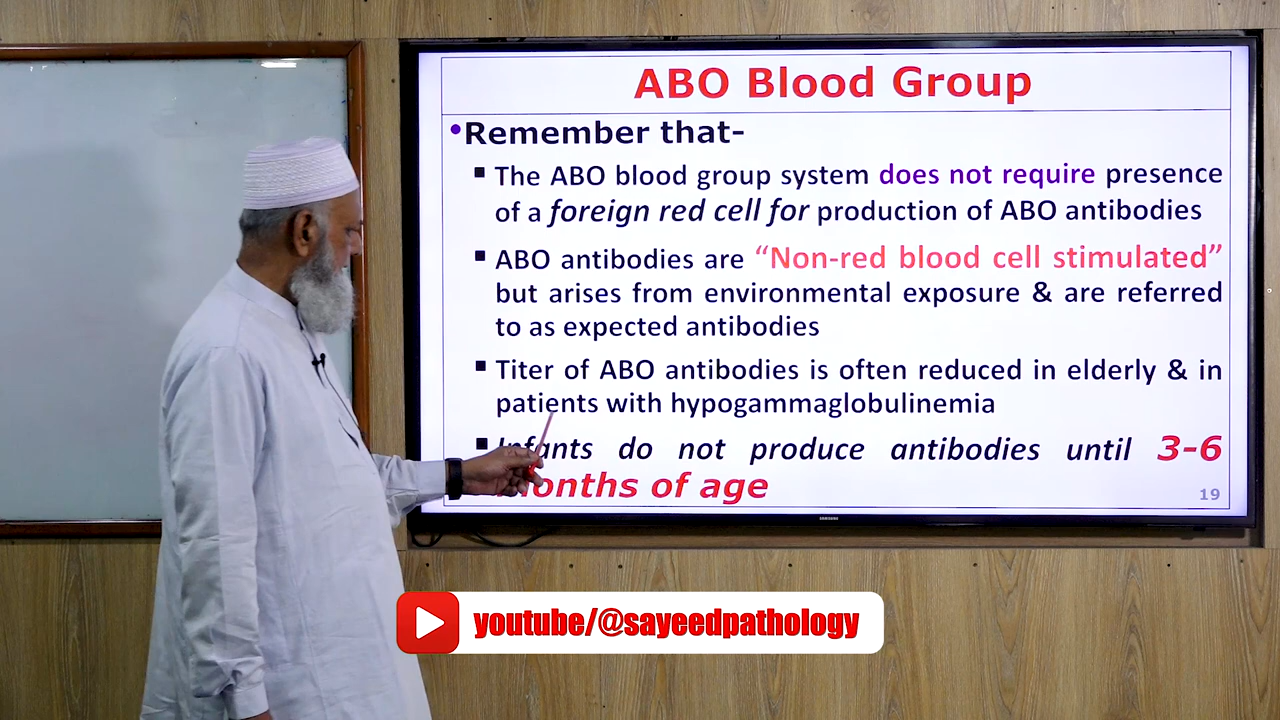 ABO Blood Group
•Remember that-
▪ The ABO blood group system does not require presence
of a foreign red cell for production of ABO antibodies
▪ ABO antibodies are “Non-red blood cell stimulated”
but arises from environmental exposure & are referred
to as expected antibodies
▪ Titer of ABO antibodies is often reduced in elderly & in
patients with hypogammaglobulinemia
▪ Infants do not produce antibodies until 3-6
months of age
19
SAMSUNG
youtube/@sayeedpathology